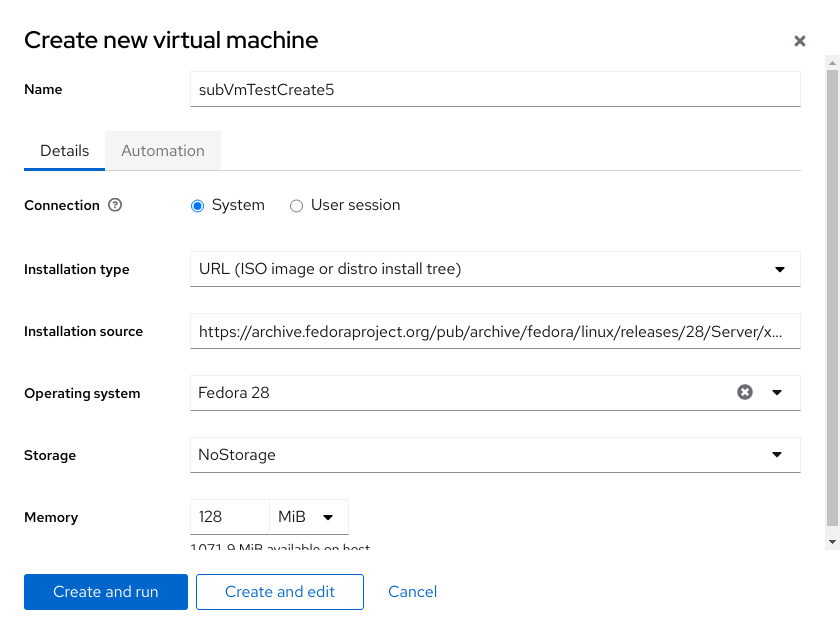 Create new virtual machine
Name
subVmTestCreate5
Details
Automation
Connection
System
User session
Installation type
URL (ISO image or distro install tree)
Installation source
https://archive.fedoraproject.org/pub/archive/fedora/linux/releases/28/Server/x...
Operating system
Fedora 28
Storage
NoStorage
Memory
128
MiB
1071.9 MiB available on host
Create and run
Create and edit
Cancel